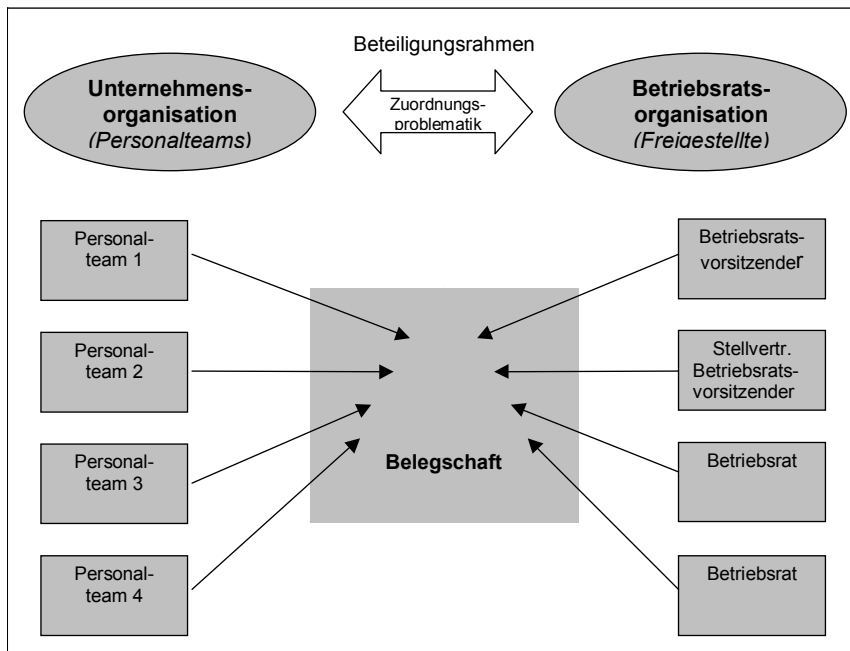 Beteiligungsrahmen
Unternehmens-
organisation
(Personalteams)
Zuordnungs-
problematik
Betriebsrats-
organisation
(Freigestellte)
Personal-
team 1
Personal-
team 2
Personal-
team 3
Personal-
team 4
Belegschaft
Betriebsrats-
vorsitzender
Stellvertr.
Betriebsrats-
vorsitzender
Betriebsrat
Betriebsrat